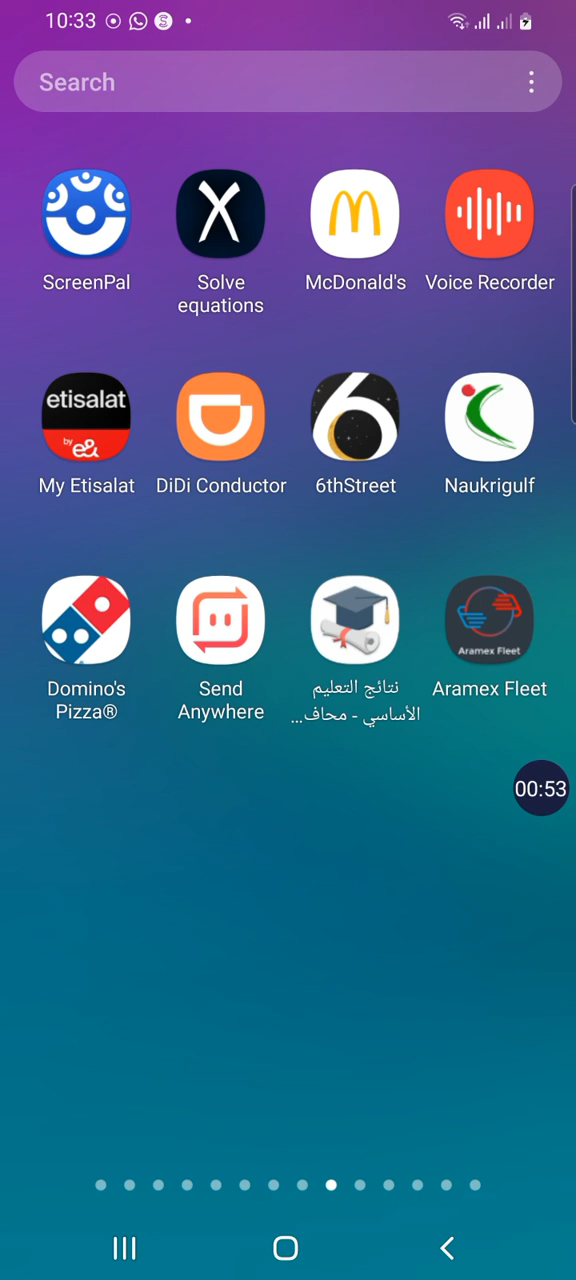 10:33
Search
ScreenPal
Solve
equations
McDonald's
Voice Recorder
etisalat
by e&
My Etisalat
DiDi Conductor
6
6thStreet
Naukrigulf
Domino's
Pizza®
Send
Anywhere
نتائج التعليم
الأساسي - محاف...
Aramex Fleet
Aramex Fleet
00:53